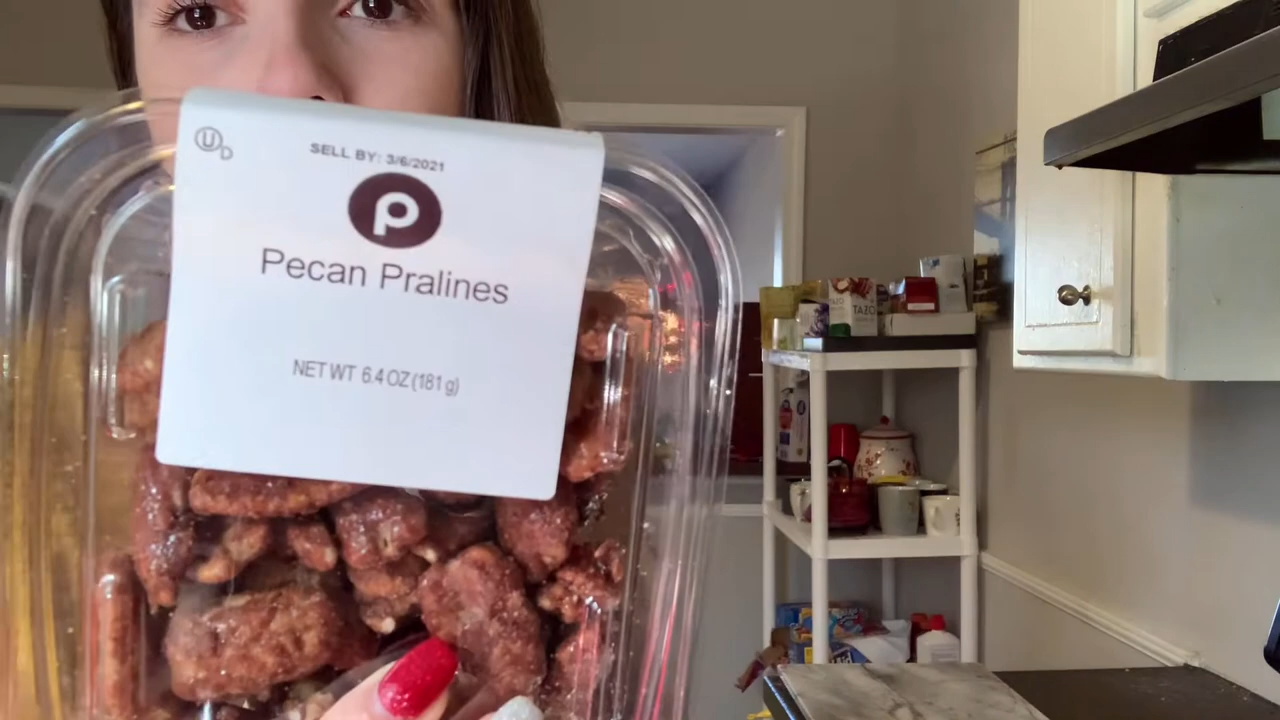 U
D
SELL BY: 3/6/2021
P
Pecan Pralines
NET WT 6.4 OZ (181 g)